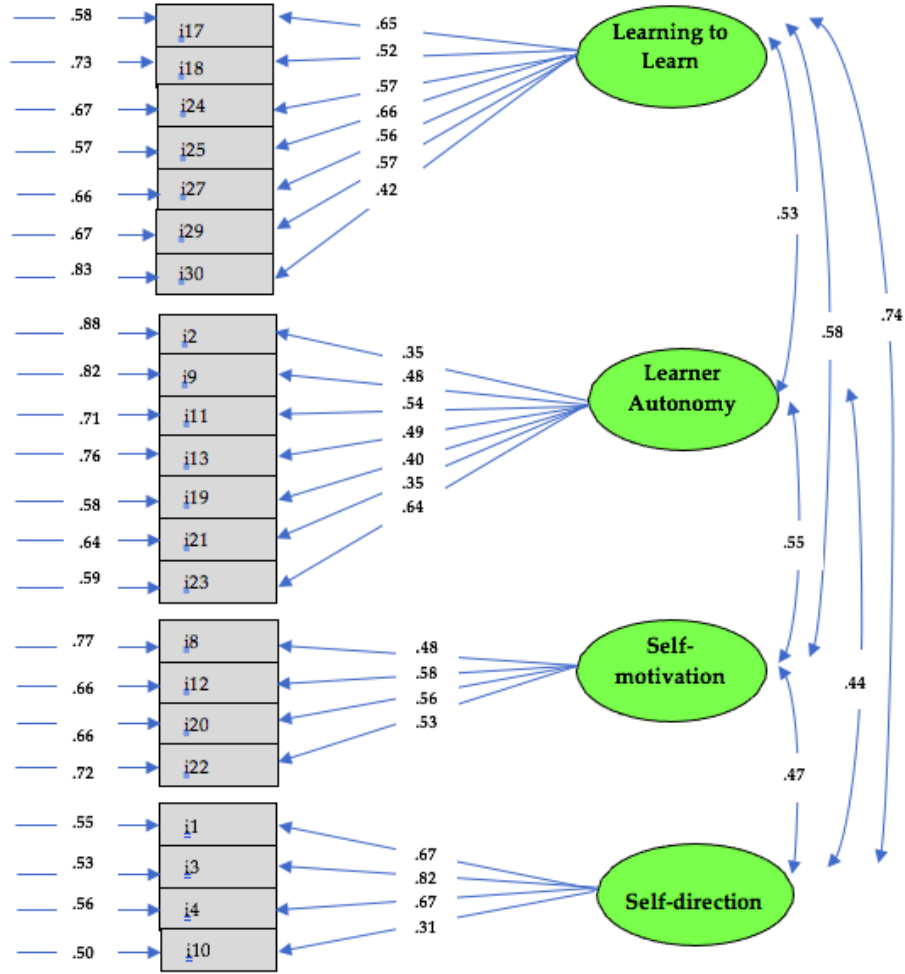 .58
i17
.65
Learning to
Learn
.73
i18
.52
.67
i24
.57
.57
i25
.66
.66
i27
.56
.67
i29
.57
.83
i30
.42
.53
.58
.74
.88
i2
.35
Learner
Autonomy
.82
i9
.48
.71
i11
.54
.76
i13
.49
.58
i19
.40
.64
i21
.35
.59
i23
.64
.55
.77
i8
.48
Self-
motivation
.66
i12
.58
.66
i20
.56
.72
i22
.53
.44
.47
.55
i1
.67
Self-direction
.53
i3
.82
.56
i4
.67
.50
i10
.31